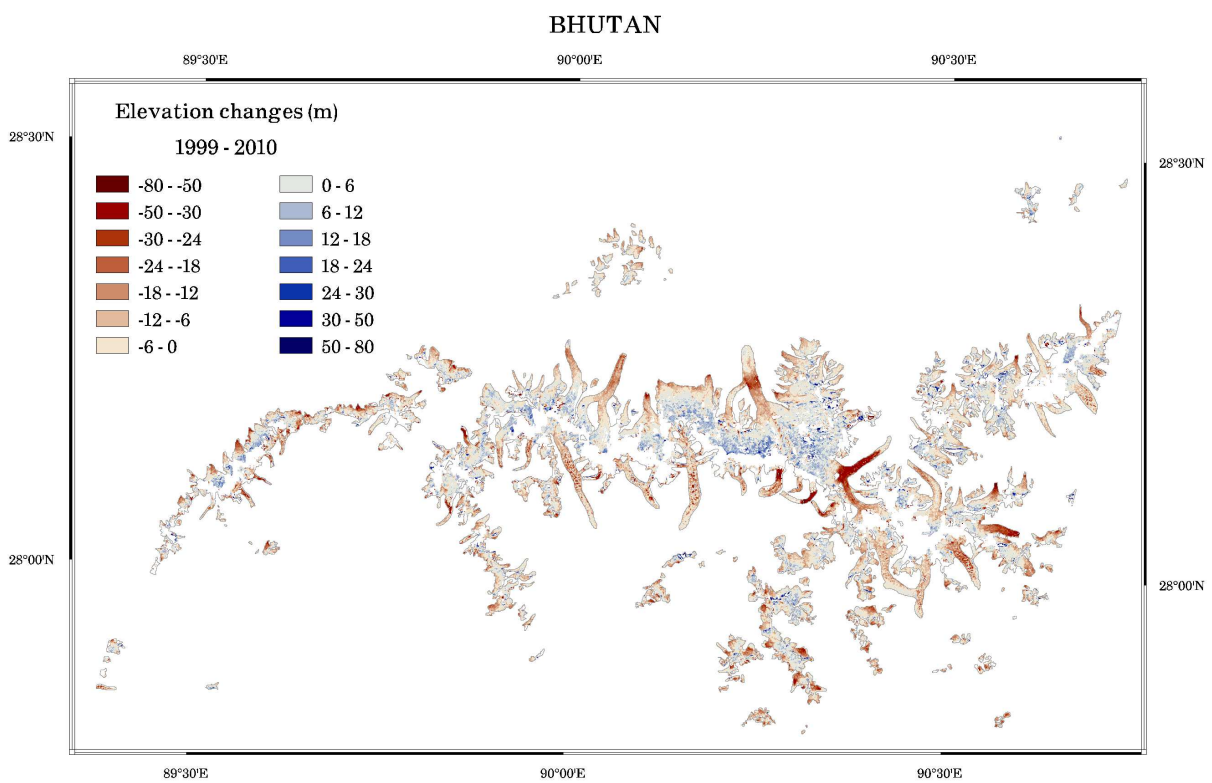 BHUTAN
89°30'E 90°00'E 90°30'E
Elevation changes (m)
28°30'N
1999 - 2010
28°30'N
-80 - -50 0 - 6
-50 - -30 6 - 12
-30 - -24 12 - 18
-24 - -18 18 - 24
-18 - -12 24 - 30
-12 - -6 30 - 50
-6 - 0 50 - 80
28°00'N
28°00'N
89°30'E 90°00'E 90°30'E